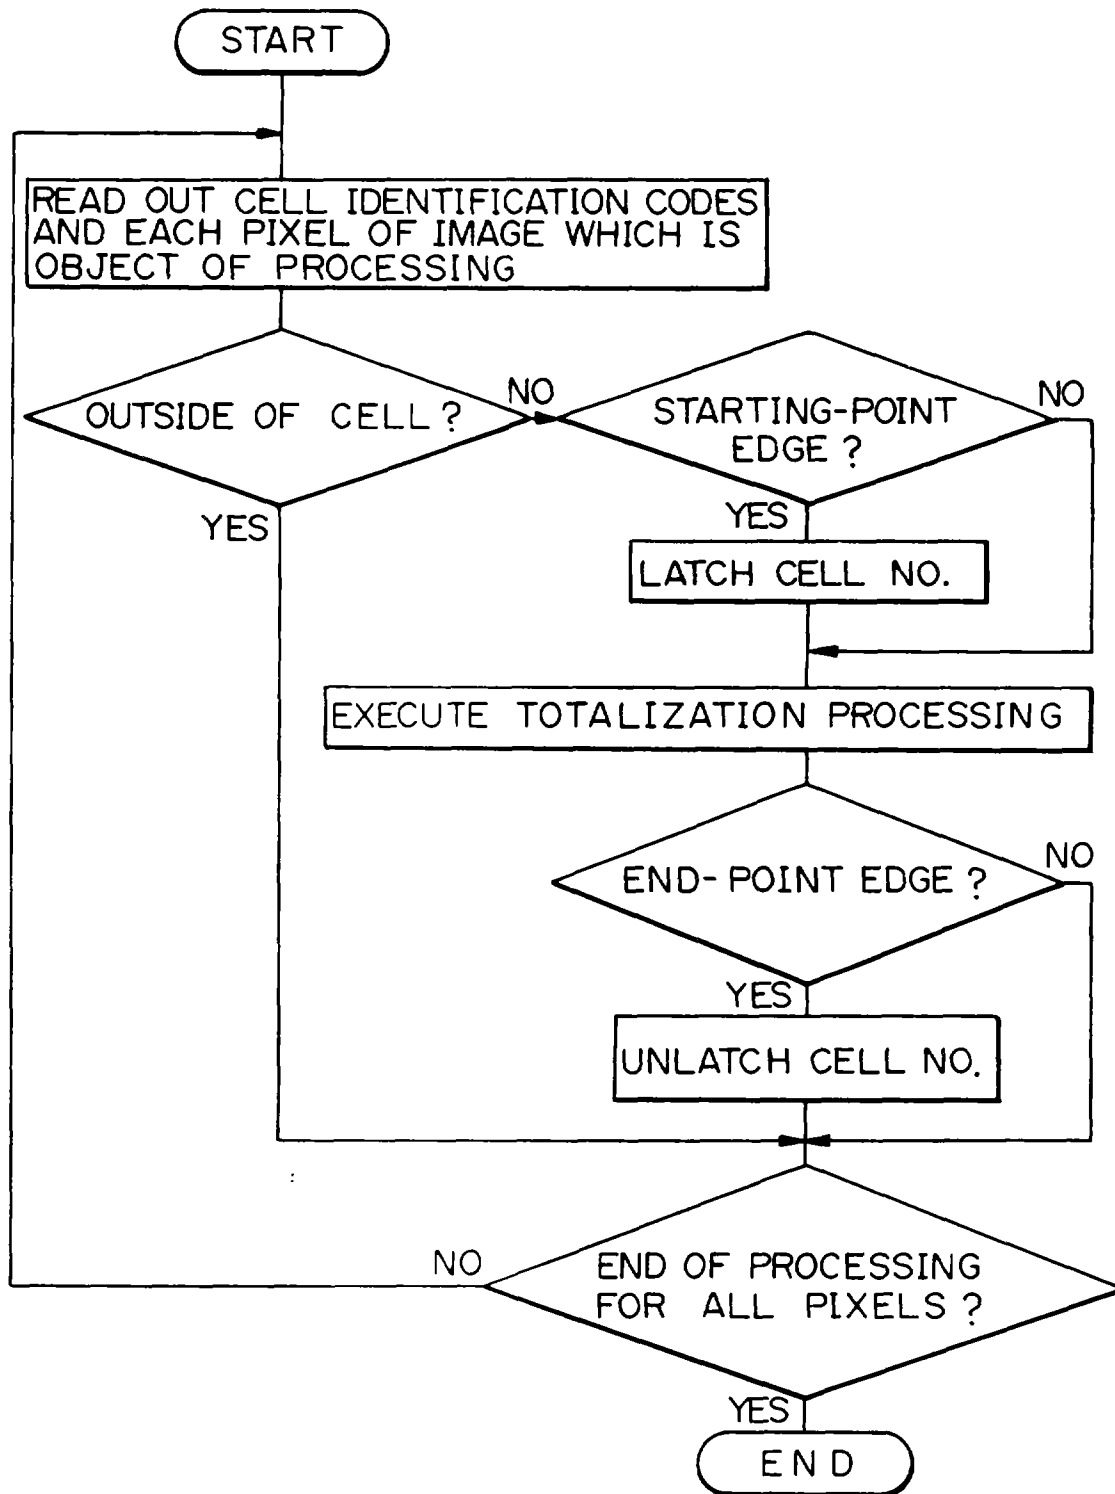 START
READ OUT CELL IDENTIFICATION CODES
AND EACH PIXEL OF IMAGE WHICH IS
OBJECT OF PROCESSING
OUTSIDE OF CELL ?
NO
YES
STARTING-POINT
EDGE ?
NO
YES
LATCH CELL NO.
EXECUTE TOTALIZATION PROCESSING
END-POINT EDGE ?
NO
YES
UNLATCH CELL NO.
END OF PROCESSING
FOR ALL PIXELS ?
NO
YES
END